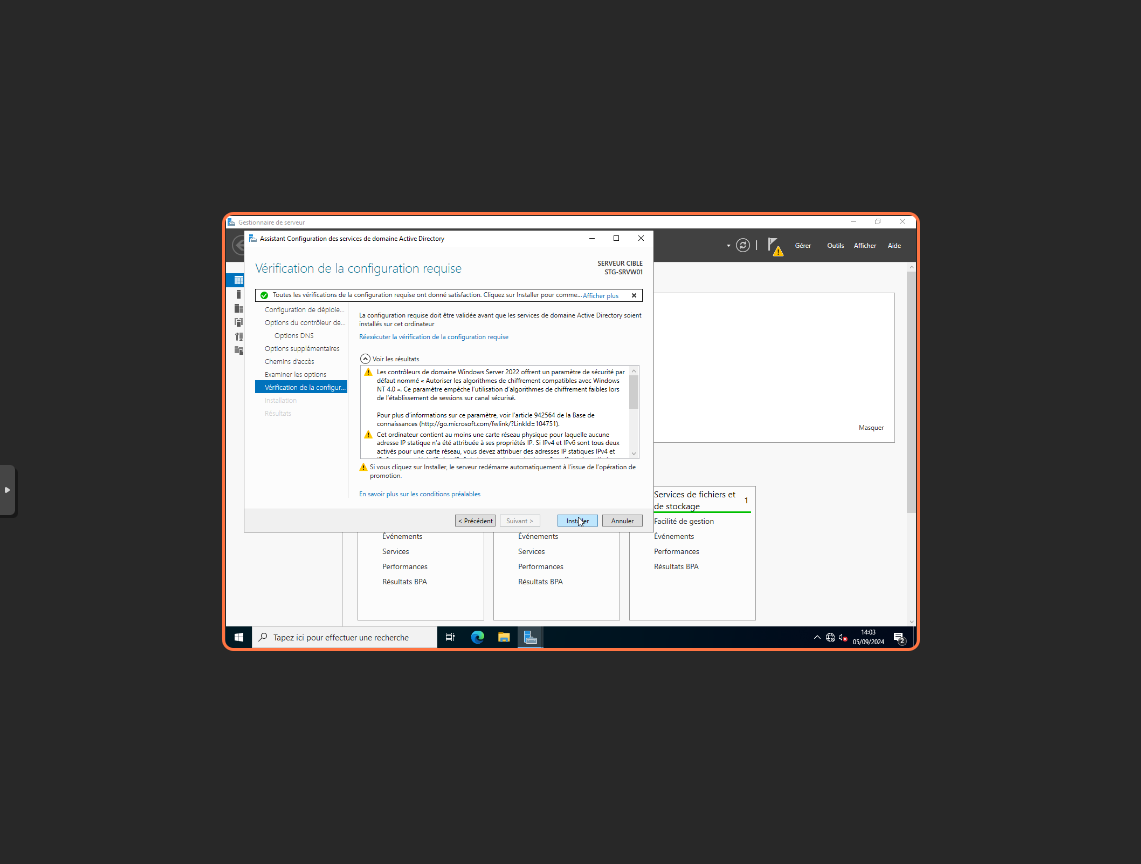 Gestionnaire de serveur
Assistant Configuration des services de domaine Active Directory
Gérer
Outils
Afficher
Aide
Vérification de la configuration requise
SERVEUR CIBLE
STG-SRVW01
Toutes les vérifications de la configuration requise ont donné satisfaction. Cliquez sur Installer pour comme...
Afficher plus
Configuration de déploie...
Options du contrôleur de...
Options DNS
Options supplémentaires
Chemins d'accès
Examiner les options
Vérification de la configur...
Installation
Résultats
La configuration requise doit être validée avant que les services de domaine Active Directory soient
installés sur cet ordinateur
Réexécuter la vérification de la configuration requise
Voir les résultats
Les contrôleurs de domaine Windows Server 2022 offrent un paramètre de sécurité par
défaut nommé « Autoriser les algorithmes de chiffrement compatibles avec Windows
NT 4.0 ». Ce paramètre empêche l'utilisation d'algorithmes de chiffrement faibles lors
de l'établissement de sessions sur canal sécurisé.
Pour plus d'informations sur ce paramètre, voir l'article 942564 de la Base de
connaissances (http://go.microsoft.com/fwlink/?LinkId=104751).
Cet ordinateur contient au moins une carte réseau physique pour laquelle aucune
adresse IP statique n'a été attribuée à ses propriétés IP. Si IPv4 et IPv6 sont tous deux
activés pour une carte réseau, vous devez attribuer des adresses IP statiques IPv4 et
Si vous cliquez sur Installer, le serveur redémarre automatiquement à l'issue de l'opération de
promotion.
En savoir plus sur les conditions préalables
< Précédent
Suivant >
Installer
Annuler
Masquer
Services de fichiers et
de stockage
1
Facilité de gestion
Événements
Performances
Résultats BPA
Événements
Services
Performances
Résultats BPA
Événements
Services
Performances
Résultats BPA
Tapez ici pour effectuer une recherche
14:03
05/09/2024
2